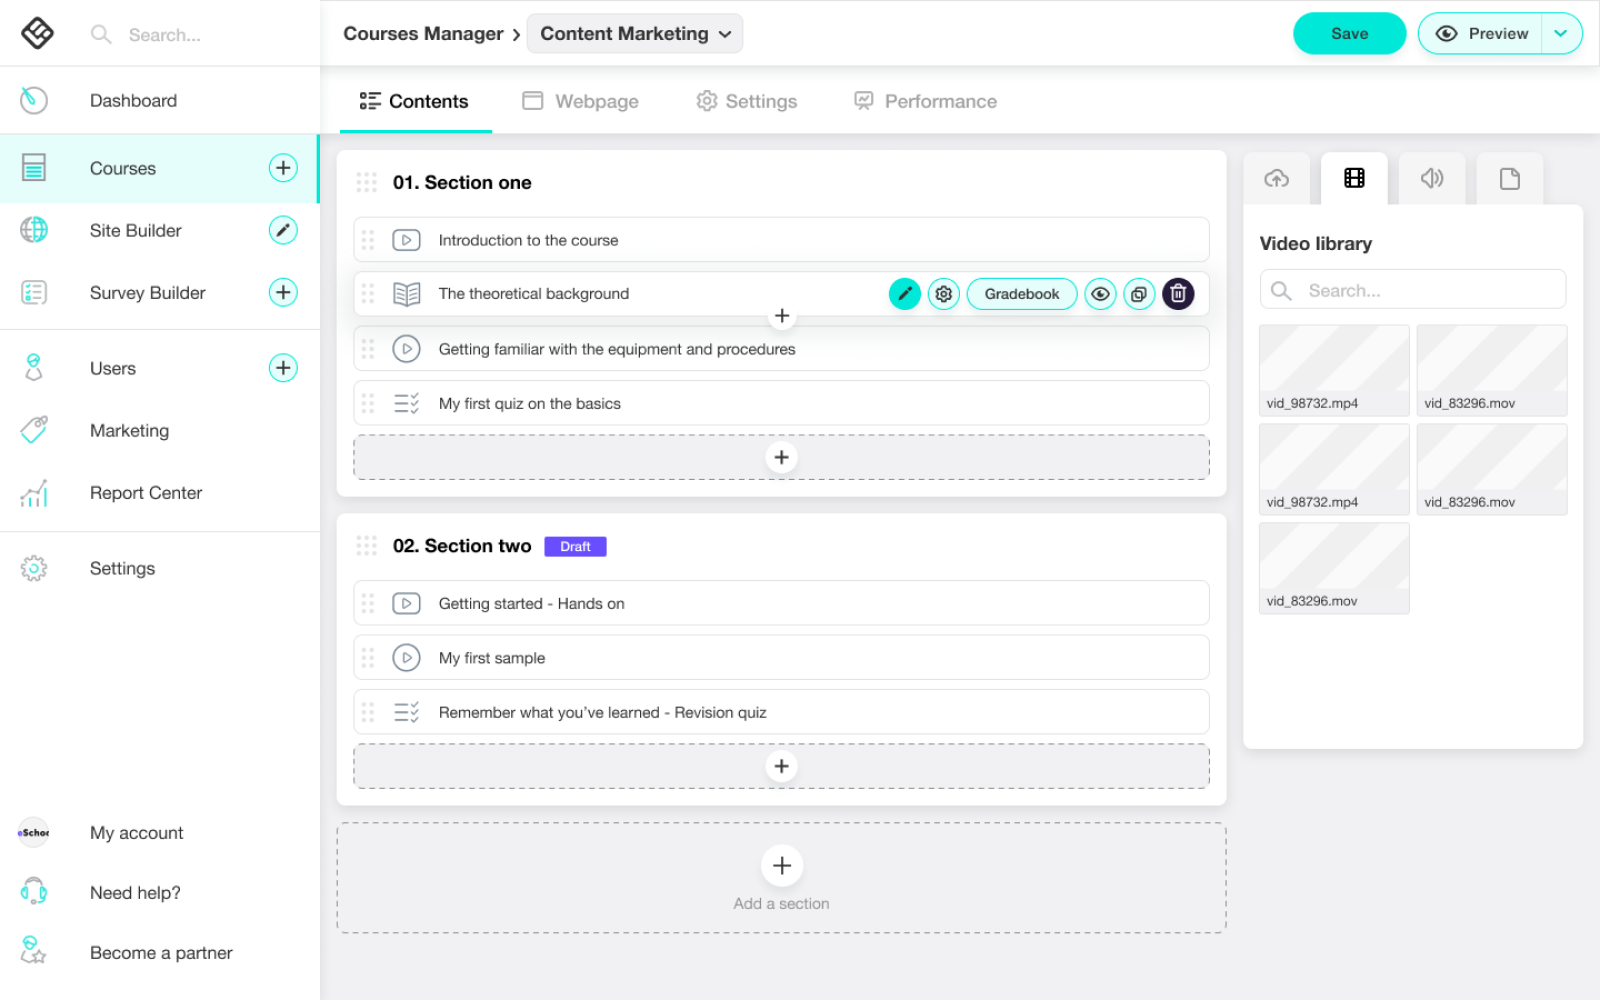 Search...
Dashboard
Courses
Site Builder
Survey Builder
Users
Marketing
Report Center
Settings
My account
Need help?
Become a partner
Courses Manager
Content Marketing
Save
Preview
Contents
Webpage
Settings
Performance
01. Section one
Introduction to the course
The theoretical background
Gradebook
Getting familiar with the equipment and procedures
My first quiz on the basics
02. Section two
Draft
Getting started - Hands on
My first sample
Remember what you’ve learned - Revision quiz
Add a section
Video library
Search...
vid_98732.mp4
vid_83296.mov
vid_98732.mp4
vid_83296.mov
vid_83296.mov